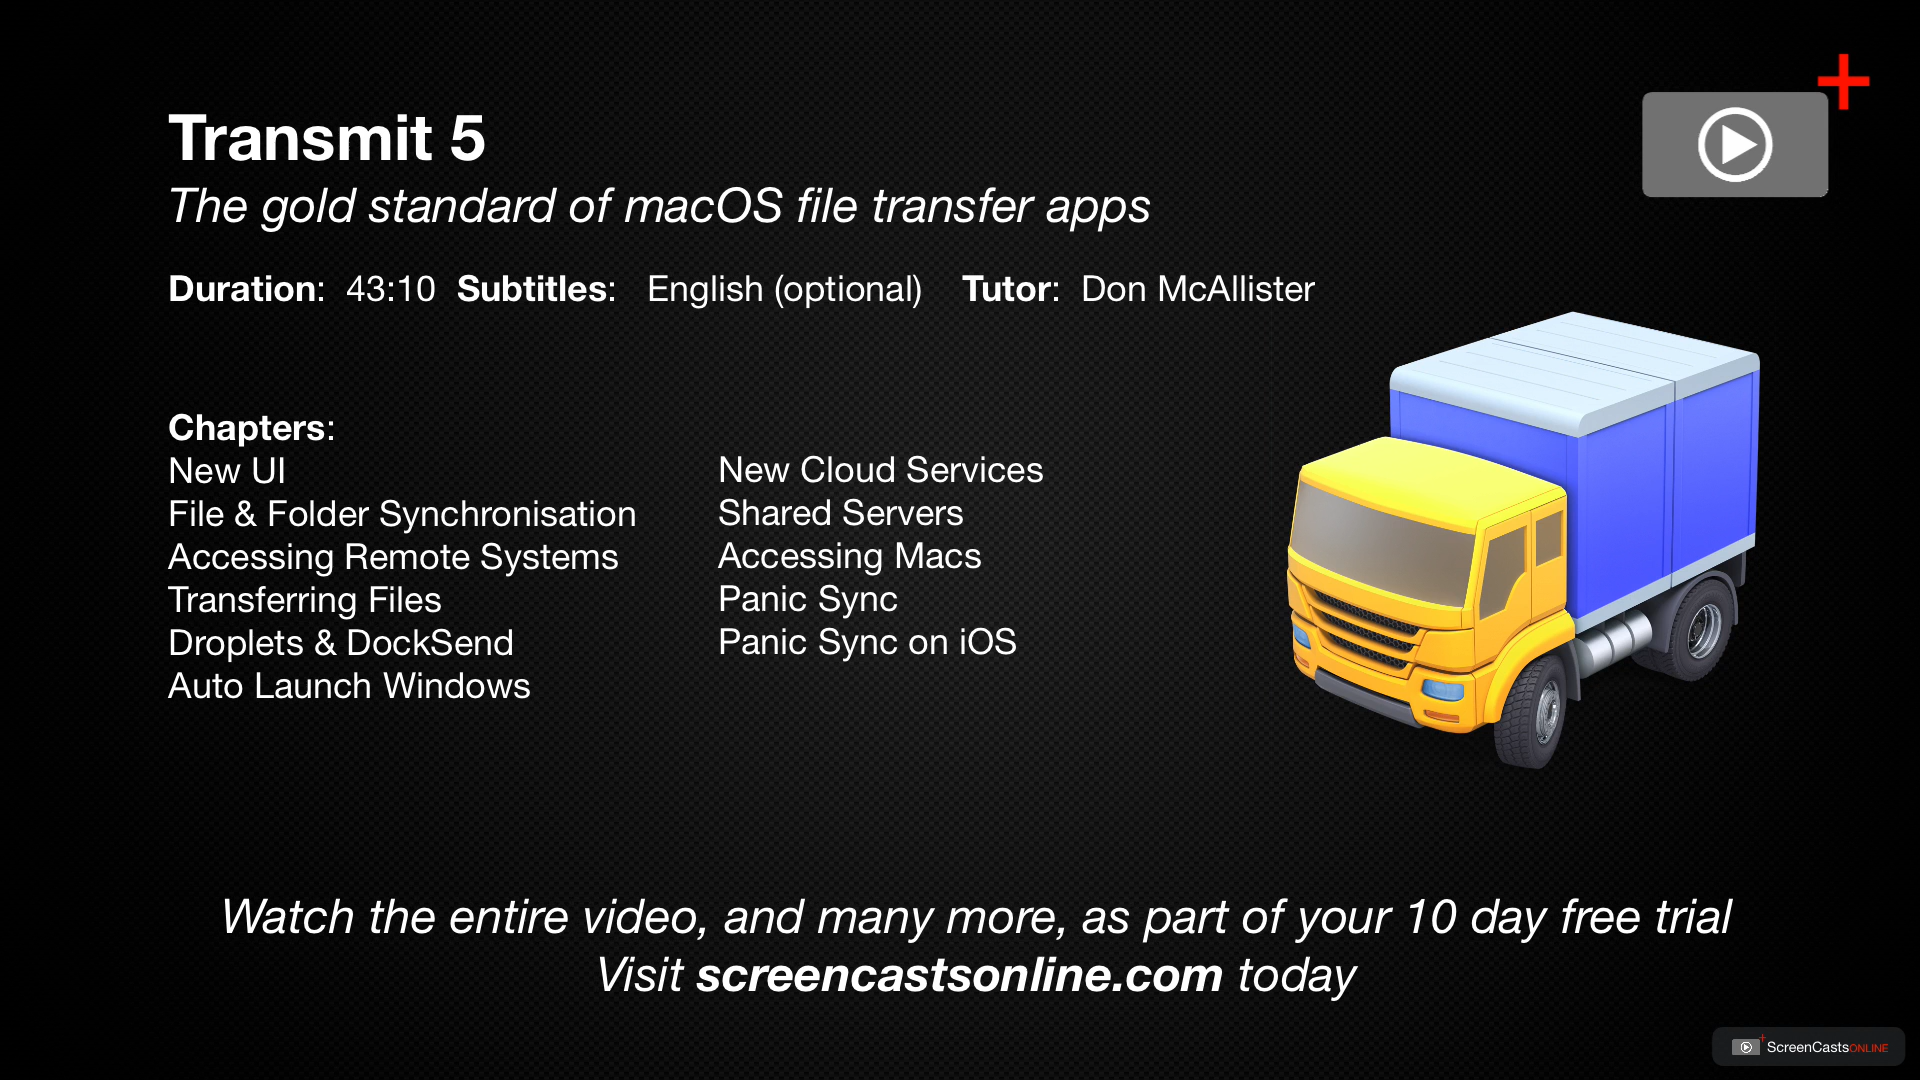 Transmit 5
The gold standard of macOS file transfer apps
Duration: 43:10 Subtitles: English (optional) Tutor: Don McAllister
Chapters:
New UI
File & Folder Synchronisation
Accessing Remote Systems
Transferring Files
Droplets & DockSend
Auto Launch Windows
New Cloud Services
Shared Servers
Accessing Macs
Panic Sync
Panic Sync on iOS
Watch the entire video, and many more, as part of your 10 day free trial
Visit screencastsonline.com today
ScreenCastsONLINE